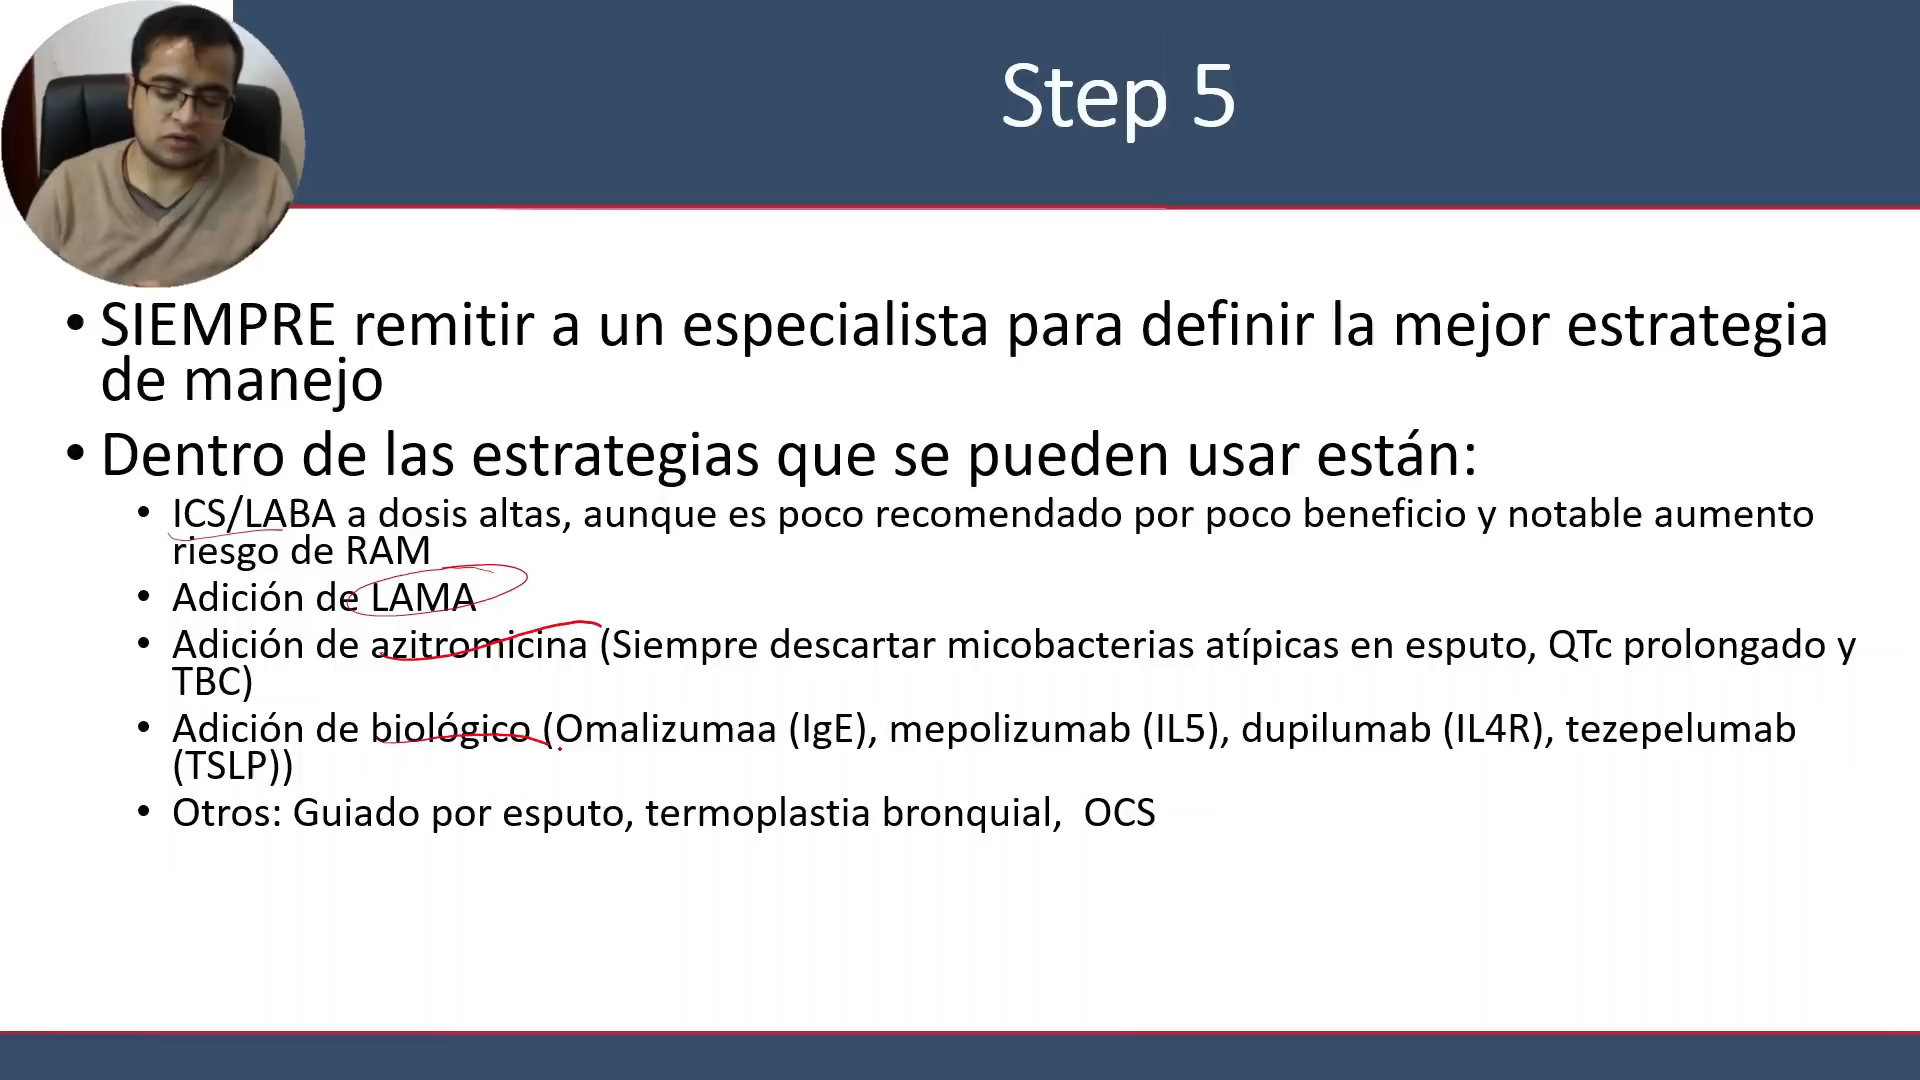 Step 5
• SIEMPRE remitir a un especialista para definir la mejor estrategia
de manejo
• Dentro de las estrategias que se pueden usar están:
• ICS/LABA a dosis altas, aunque es poco recomendado por poco beneficio y notable aumento
riesgo de RAM
• Adición de LAMA
• Adición de azitromicina (Siempre descartar micobacterias atípicas en esputo, QTc prolongado y
TBC)
• Adición de biológico (Omalizumaa (IgE), mepolizumab (IL5), dupilumab (IL4R), tezepelumab
(TSLP))
• Otros: Guiado por esputo, termoplastia bronquial,  OCS